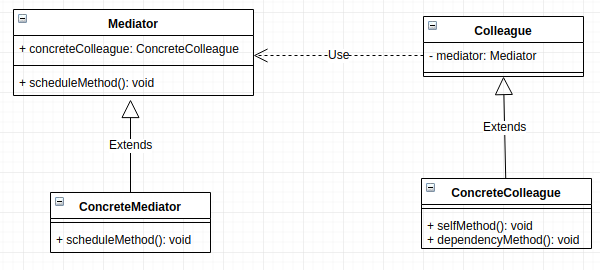 Mediator
+ concreteColleague: ConcreteColleague
+ scheduleMethod(): void
Use
Colleague
- mediator: Mediator
Extends
Extends
ConcreteMediator
+ scheduleMethod(): void
ConcreteColleague
+ selfMethod(): void
+ dependencyMethod(): void